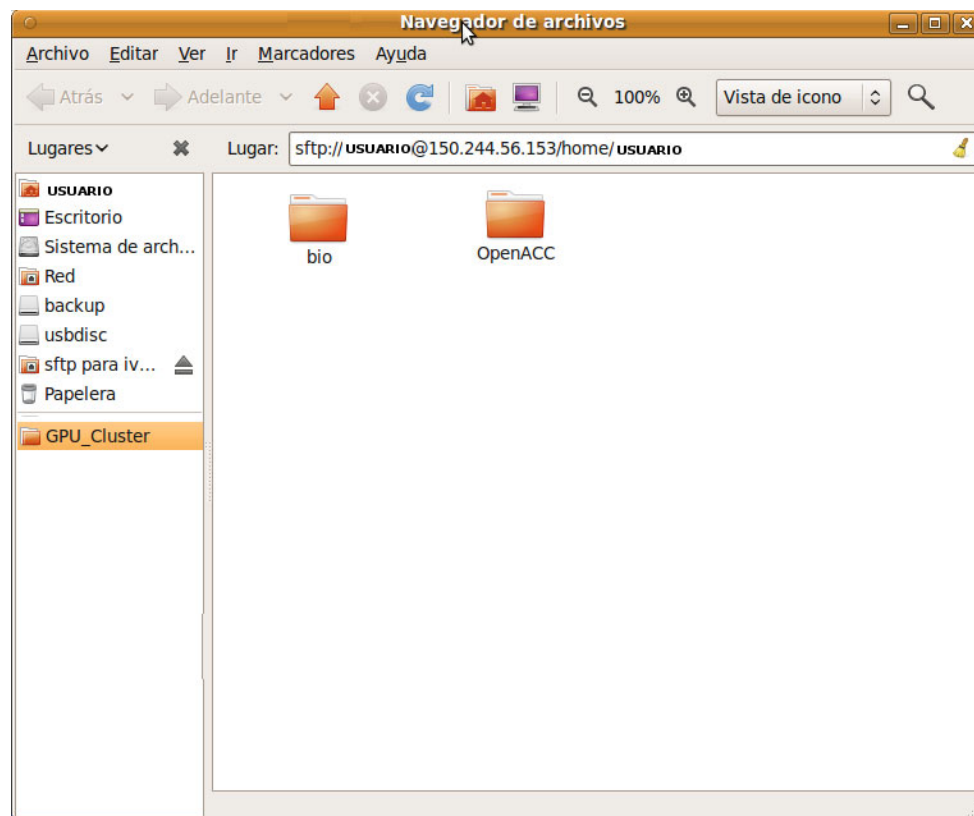 Navegador de archivos
Archivo Editar Ver Ir Marcadores Ayuda
Atrás Adelante 100% Vista de icono
Lugares Lugar: sftp://USUARIO@150.244.56.153/home/USUARIO
USUARIO
Escritorio
Sistema de arch...
Red
backup
usbdisc
sftp para iv...
Papelera
GPU_Cluster
bio
OpenACC